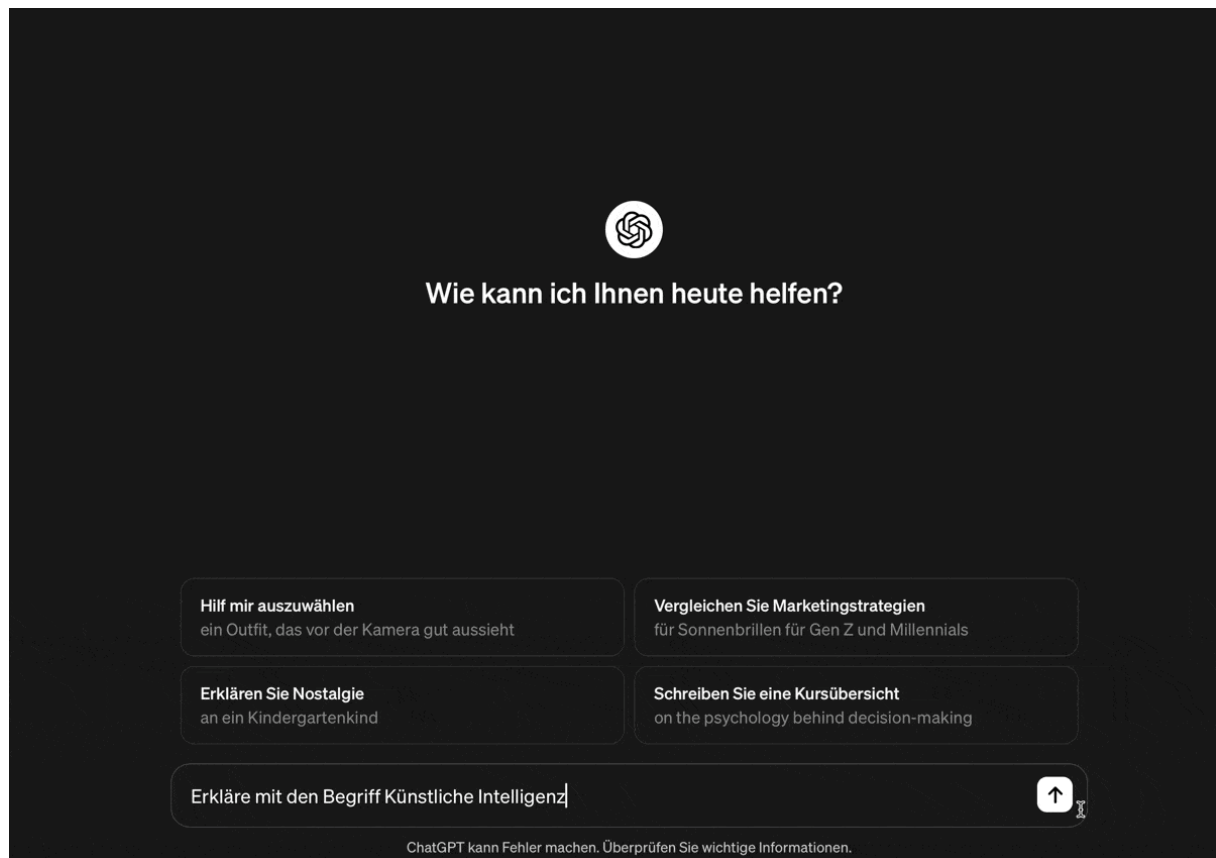 Wie kann ich Ihnen heute helfen?
Hilf mir auszuwählen
ein Outfit, das vor der Kamera gut aussieht
Vergleichen Sie Marketingstrategien
für Sonnenbrillen für Gen Z und Millennials
Erklären Sie Nostalgie
an ein Kindergartenkind
Schreiben Sie eine Kursübersicht
on the psychology behind decision-making
Erkläre mit den Begriff Künstliche Intelligenz
ChatGPT kann Fehler machen. Überprüfen Sie wichtige Informationen.